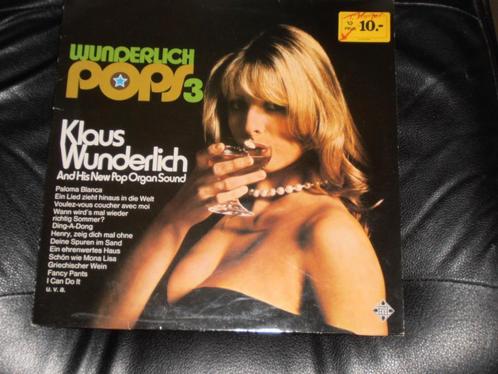 WUNDERLICH
POPS3
10.-
Klaus
Wunderlich
And His New Pop Organ Sound
Paloma Blanca
Ein Lied zieht hinaus in die Welt
Voulez-vous coucher avec moi
Wann wird's mal wieder
richtig Sommer?
Ding-A-Dong
Henry, zeig dich mal ohne
Deine Spuren im Sand
Ein ehrenwertes Haus
Schön wie Mona Lisa
Griechischer Wein
Fancy Pants
I Can Do It
u. v. a.